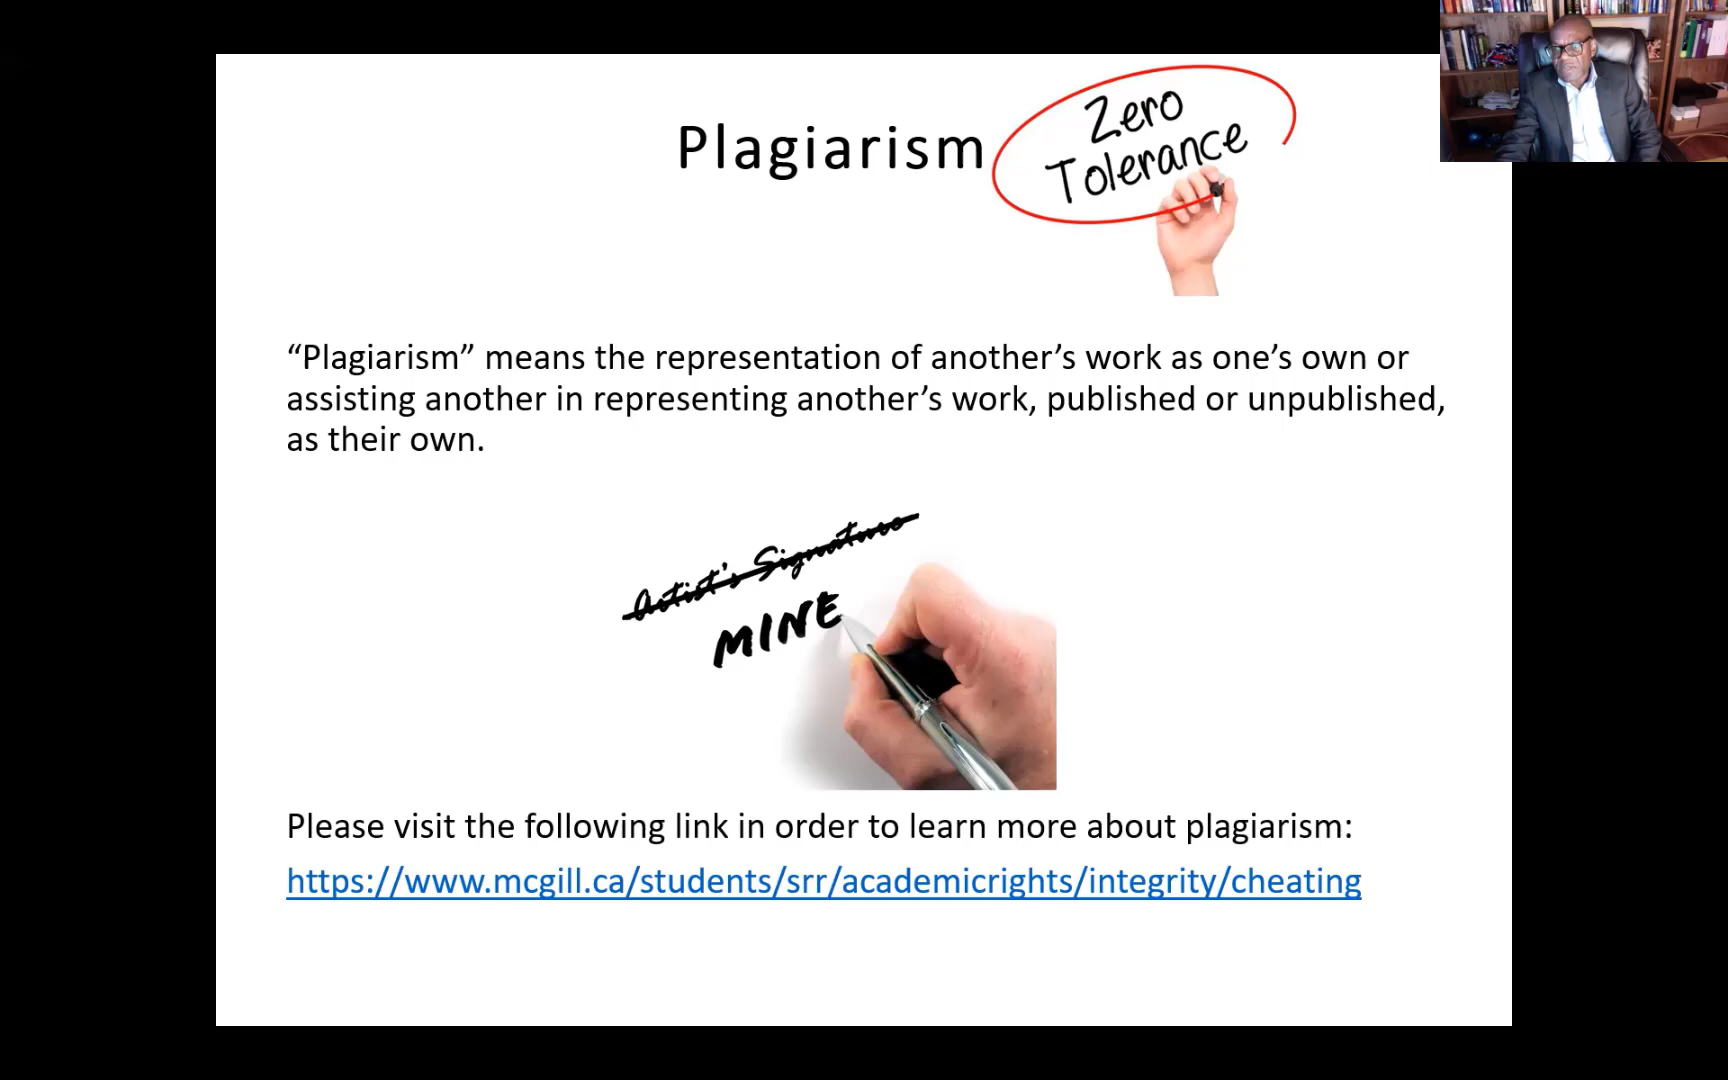 Plagiarism
Zero
Tolerance
“Plagiarism” means the representation of another’s work as one’s own or
assisting another in representing another’s work, published or unpublished,
as their own.
Artist's Signature
MINE
Please visit the following link in order to learn more about plagiarism:
https://www.mcgill.ca/students/srr/academicrights/integrity/cheating